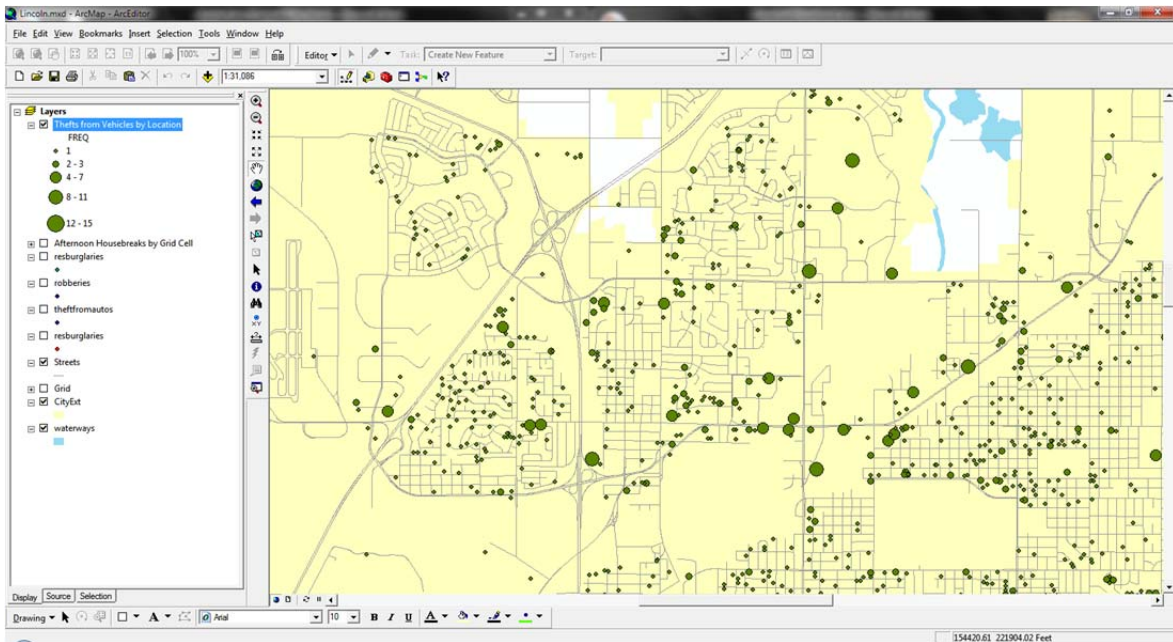 Lincoln.mxd - ArcMap - ArcEditor
File Edit View Bookmarks Insert Selection Tools Window Help
100% Editor Task: Create New Feature Target:
1:31,086
Layers
Thefts from Vehicles by Location
FREQ
1
2 - 3
4 - 7
8 - 11
12 - 15
Afternoon Housebreaks by Grid Cell
resburglaries
robberies
theftfromautos
resburglaries
Streets
Grid
CityExt
waterways
XY
Display Source Selection
Drawing A Arial 10 B I U A
154420.61 221904.02 Feet